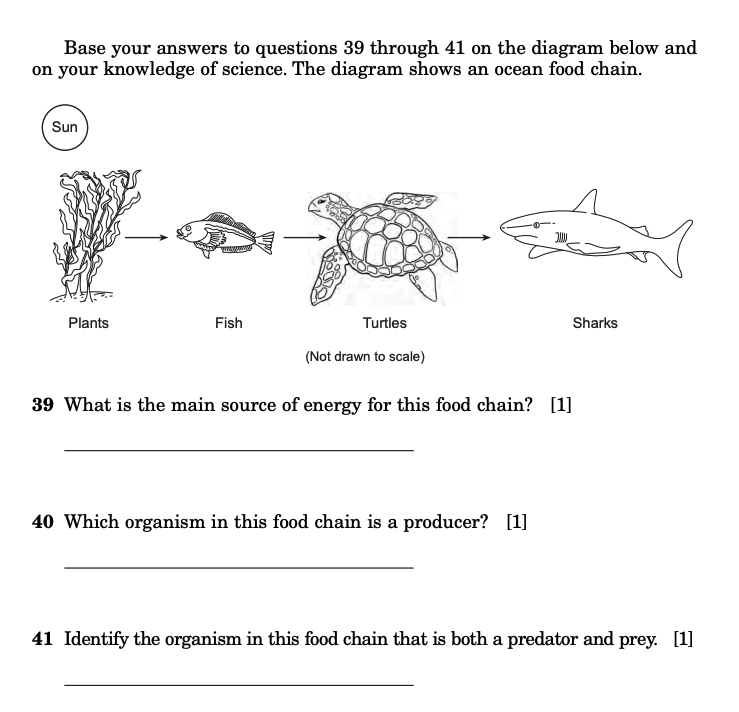 Base your answers to questions 39 through 41 on the diagram below and
on your knowledge of science. The diagram shows an ocean food chain.
Sun
Plants
Fish
Turtles
Sharks
(Not drawn to scale)
39 What is the main source of energy for this food chain? [1]
40 Which organism in this food chain is a producer? [1]
41 Identify the organism in this food chain that is both a predator and prey. [1]